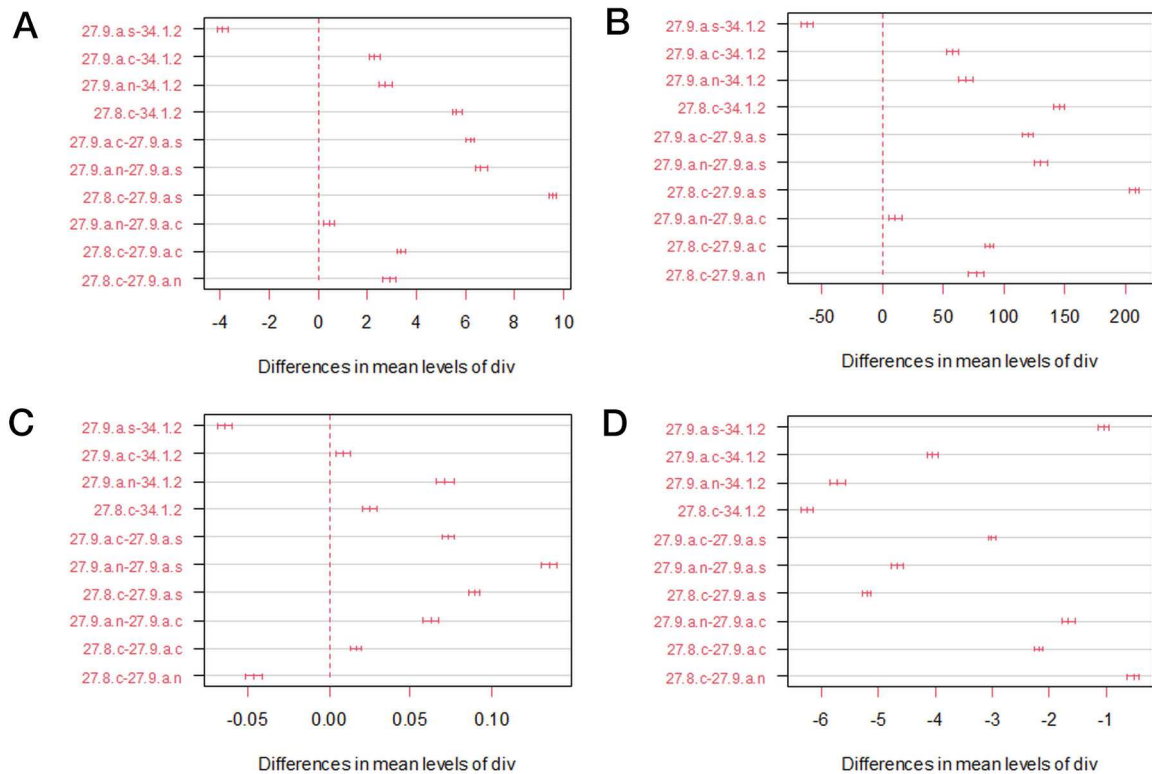 A
27.9.a.s-34.1.2
27.9.a.c-34.1.2
27.9.a.n-34.1.2
27.8.c-34.1.2
27.9.a.c-27.9.a.s
27.9.a.n-27.9.a.s
27.8.c-27.9.a.s
27.9.a.n-27.9.a.c
27.8.c-27.9.a.c
27.8.c-27.9.a.n
-4 -2 0 2 4 6 8 10
Differences in mean levels of div
B
27.9.a.s-34.1.2
27.9.a.c-34.1.2
27.9.a.n-34.1.2
27.8.c-34.1.2
27.9.a.c-27.9.a.s
27.9.a.n-27.9.a.s
27.8.c-27.9.a.s
27.9.a.n-27.9.a.c
27.8.c-27.9.a.c
27.8.c-27.9.a.n
-50 0 50 100 150 200
Differences in mean levels of div
C
27.9.a.s-34.1.2
27.9.a.c-34.1.2
27.9.a.n-34.1.2
27.8.c-34.1.2
27.9.a.c-27.9.a.s
27.9.a.n-27.9.a.s
27.8.c-27.9.a.s
27.9.a.n-27.9.a.c
27.8.c-27.9.a.c
27.8.c-27.9.a.n
-0.05 0.00 0.05 0.10
Differences in mean levels of div
D
27.9.a.s-34.1.2
27.9.a.c-34.1.2
27.9.a.n-34.1.2
27.8.c-34.1.2
27.9.a.c-27.9.a.s
27.9.a.n-27.9.a.s
27.8.c-27.9.a.s
27.9.a.n-27.9.a.c
27.8.c-27.9.a.c
27.8.c-27.9.a.n
-6 -5 -4 -3 -2 -1
Differences in mean levels of div